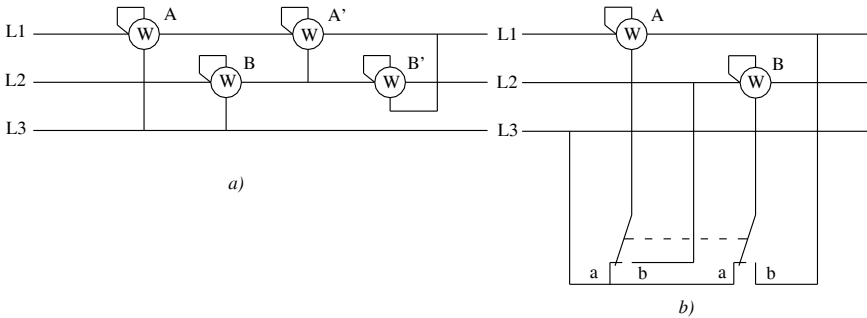 A A’ A
L1 W W L1 W
B B’ B
L2 W W L2 W
L3 L3
a)
a b a b
b)